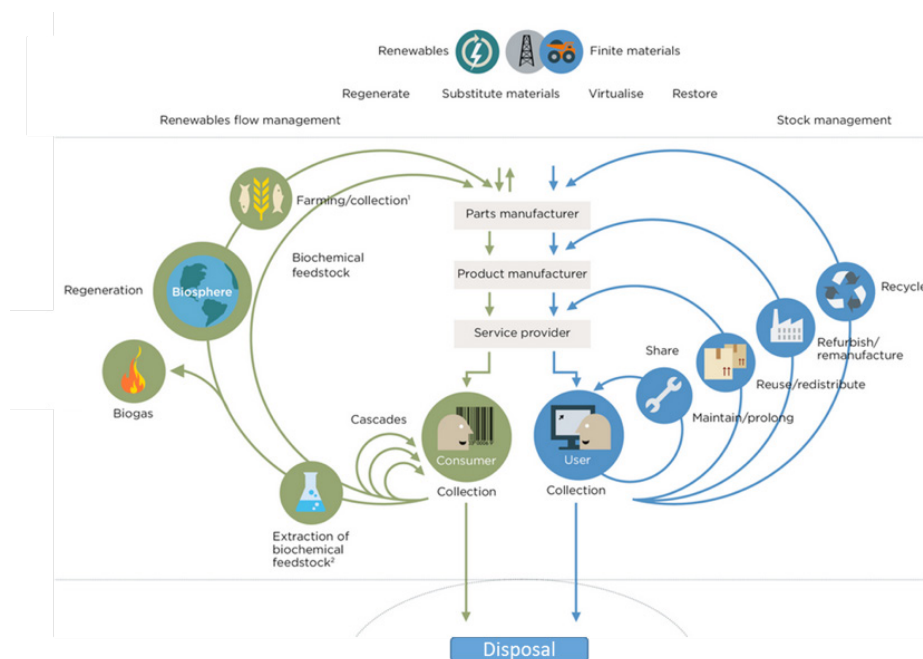 Renewables
Finite materials
Regenerate
Substitute materials
Virtualise
Restore
Renewables flow management
Stock management
Farming/collection¹
Parts manufacturer
Biochemical
feedstock
Product manufacturer
Regeneration
Biosphere
Recycle
Service provider
Share
Refurbish/
remanufacture
Reuse/redistribute
Biogas
Cascades
Maintain/prolong
Consumer
User
Collection
Collection
Extraction of
biochemical
feedstock²
Disposal